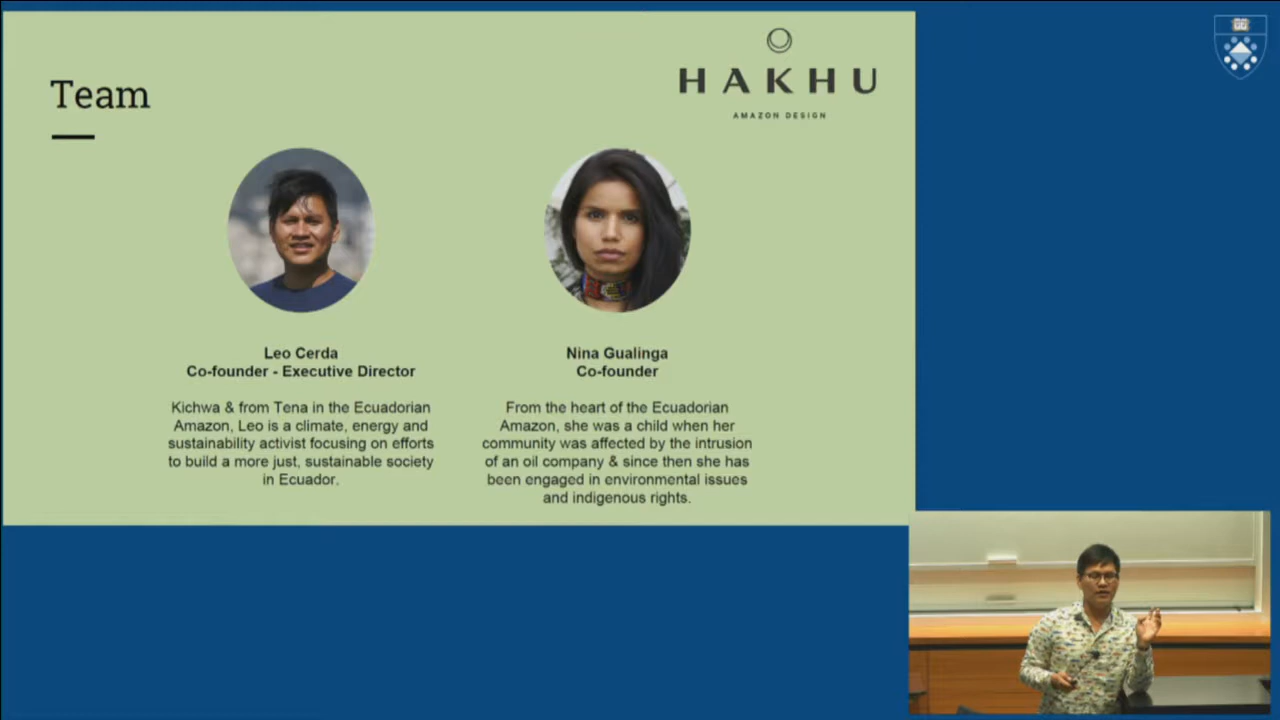 Team
HAKHU
AMAZON DESIGN
Leo Cerda
Co-founder - Executive Director
Kichwa & from Tena in the Ecuadorian
Amazon, Leo is a climate, energy and
sustainability activist focusing on efforts
to build a more just, sustainable society
in Ecuador.
Nina Gualinga
Co-founder
From the heart of the Ecuadorian
Amazon, she was a child when her
community was affected by the intrusion
of an oil company & since then she has
been engaged in environmental issues
and indigenous rights.